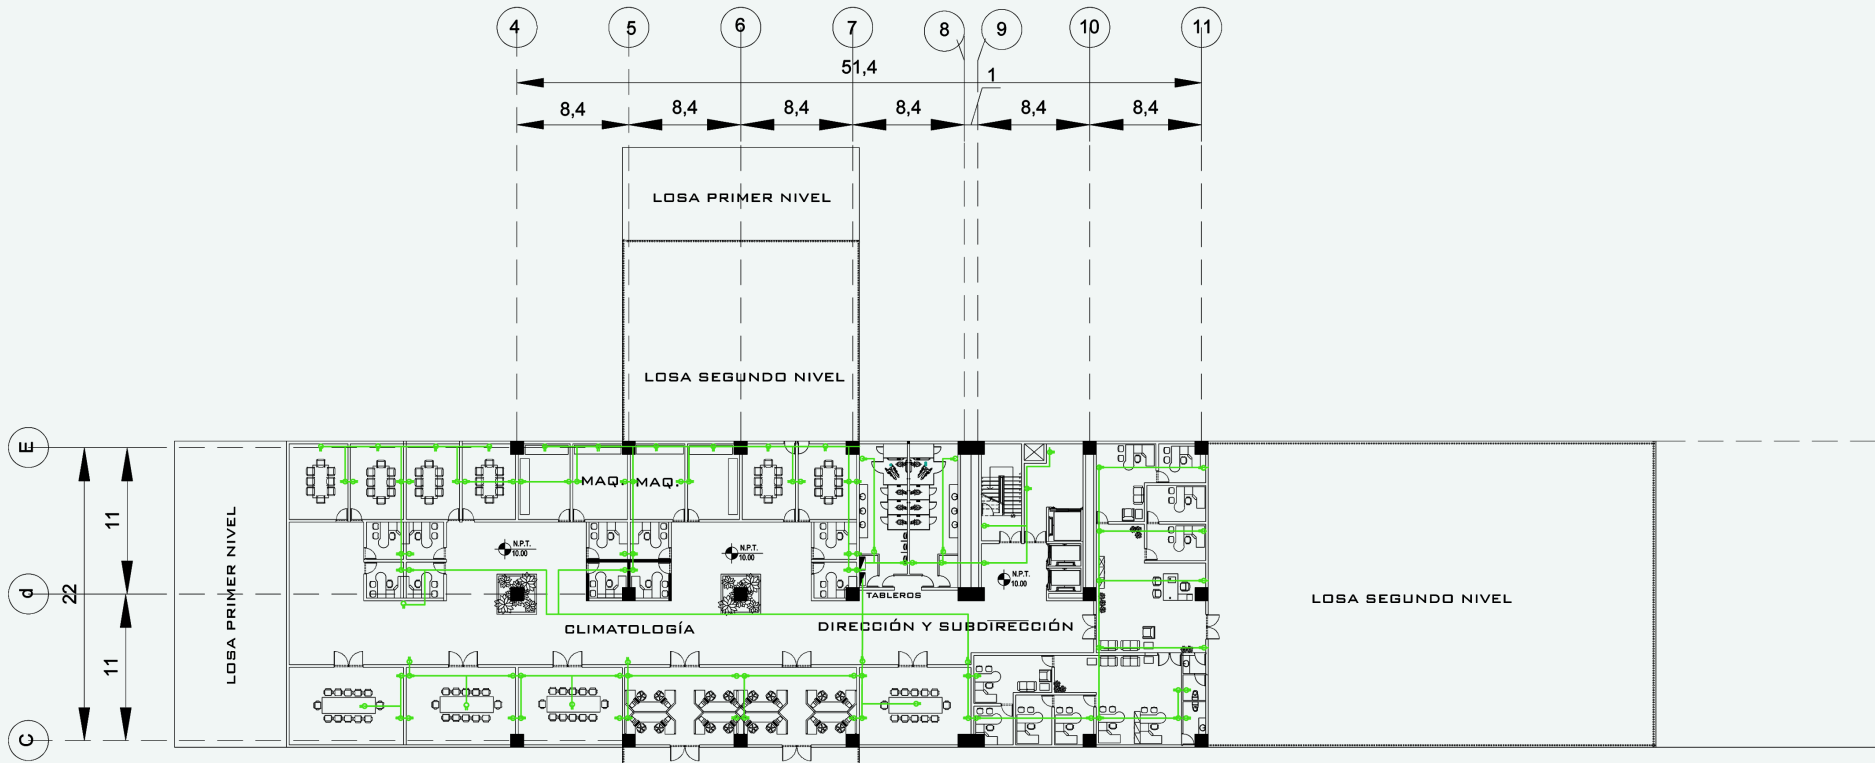 4 5 6 7 8 9 10 11
51,4
1
8,4 8,4 8,4 8,4 8,4 8,4
LOSA PRIMER NIVEL
LOSA SEGUNDO NIVEL
E
d
C
11
11
22
LOSA PRIMER NIVEL
MAQ. MAQ.
N.P.T.
10.00
N.P.T.
10.00
N.P.T.
10.00
TABLEROS
CLIMATOLOGÍA
DIRECCIÓN Y SUBDIRECCIÓN
LOSA SEGUNDO NIVEL